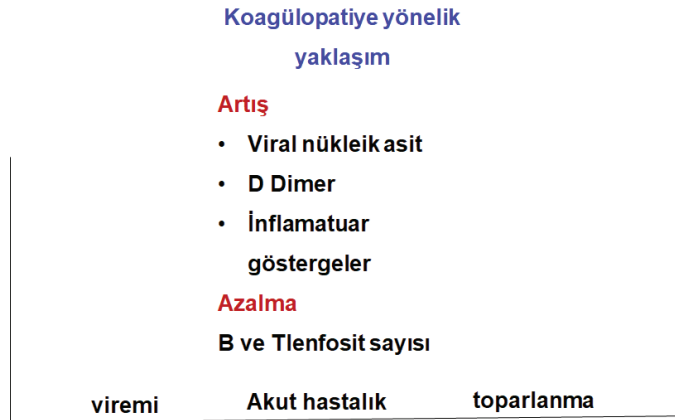 Koagülopatiye yönelik
yaklaşım
Artış
• Viral nükleik asit
• D Dimer
• İnflamatuar
göstergeler
Azalma
B ve Tlenfosit sayısı
viremi Akut hastalık toparlanma